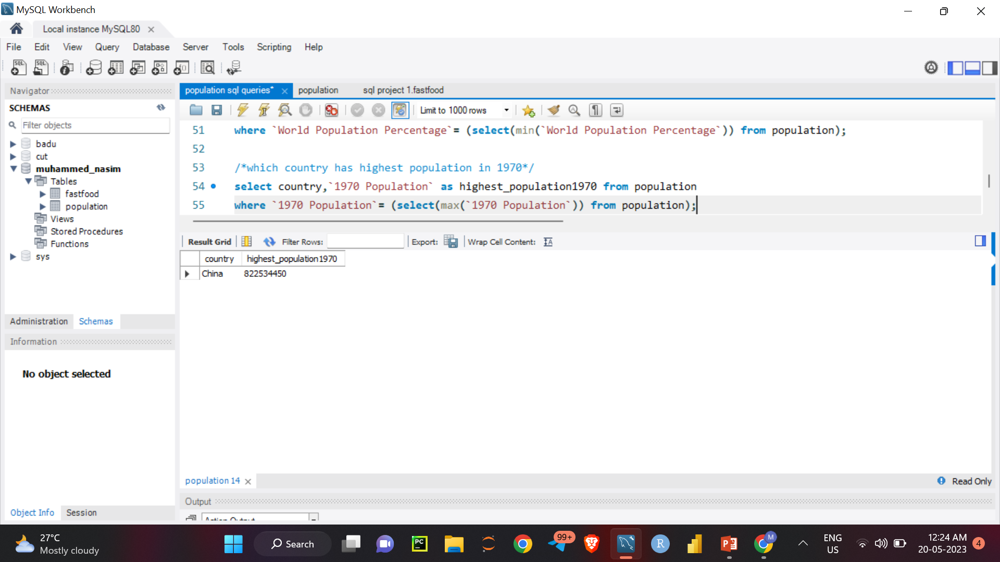 MySQL Workbench
Local instance MySQL80
File Edit View Query Database Server Tools Scripting Help
Navigator
SCHEMAS
Filter objects
badu
cut
muhammed_nasim
Tables
fastfood
population
Views
Stored Procedures
Functions
sys
Administration Schemas
Information
No object selected
Object Info Session
population sql queries* population sql project 1.fastfood
Limit to 1000 rows
51 where `World Population Percentage`= (select(min(`World Population Percentage`)) from population);
52
53 /*which country has highest population in 1970*/
54 select country,`1970 Population` as highest_population1970 from population
55 where `1970 Population`= (select(max(`1970 Population`)) from population);
Result Grid Filter Rows: Export: Wrap Cell Content:
country highest_population1970
China 822534450
population 14
Read Only
Output
Action Output
27°C
Mostly cloudy
Search
PC
99+
R
P
M
ENG
US
12:24 AM
20-05-2023
4